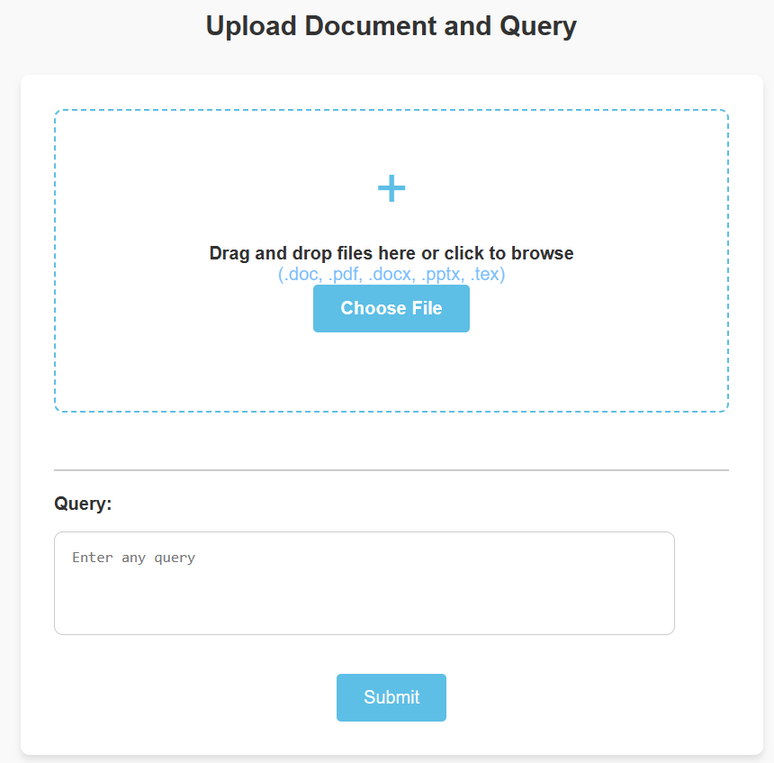 Upload Document and Query
Drag and drop files here or click to browse
(.doc, .pdf, .docx, .pptx, .tex)
Choose File
Query:
Enter any query
Submit